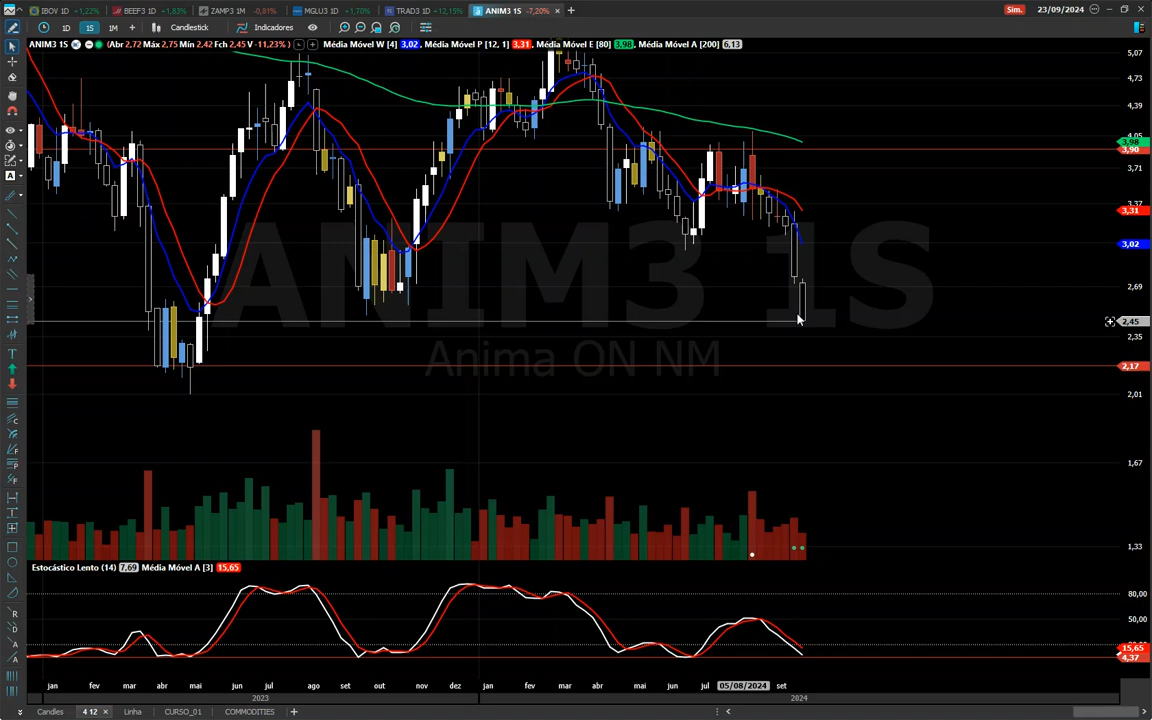 IBOV 1D +1,22%
BEEF3 1D +1,83%
ZAMP3 1M -0,81%
MGLU3 1D +1,70%
TRAD3 1D +12,15%
ANIM3 1S -7,20%
Sim.
23/09/2024
1D
1S
1M
Candlestick
Indicadores
ANIM3 1S
(Abr 2,72 Máx 2,75 Mín 2,42 Fch 2,45 V -11,23%)
Média Móvel W [4] 3,02, Média Móvel P [12, 1] 3,31, Média Móvel E [80] 3,98, Média Móvel A [200] 6,13
5,07
4,73
4,39
4,05
3,98
3,90
3,71
3,37
3,31
3,02
2,69
2,45
2,35
2,17
2,01
1,67
1,33
ANIM3 1S
Anima ON NM
Estocástico Lento (14) 7,69 Média Móvel A [3] 15,65
80,00
50,00
15,65
4,37
jan fev mar abr mai jun jul ago set out nov dez jan fev mar abr mai jun jul 05/08/2024 set
2023
2024
Candles
4 12
Linha
CURSO_01
COMMODITIES